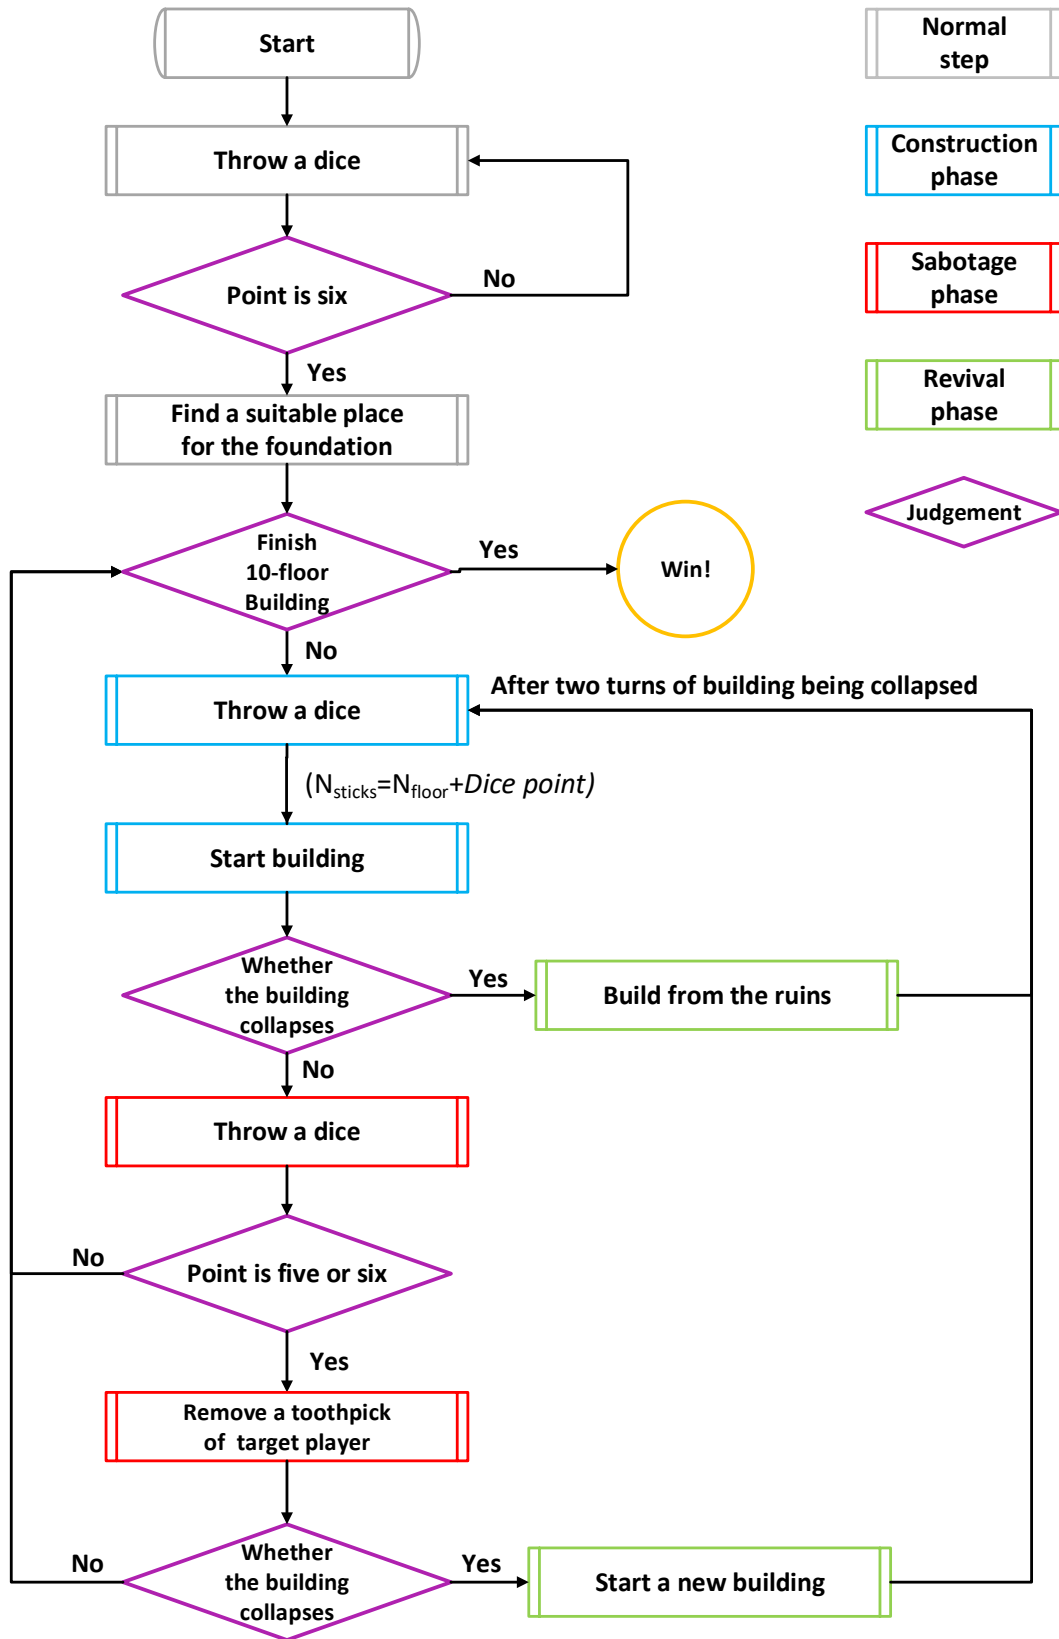 Start
Throw a dice
Point is six
No
Yes
Find a suitable place
for the foundation
Finish
10-floor
Building
Yes
Win!
No
Throw a dice
After two turns of building being collapsed
(Nsticks=Nfloor+Dice point)
Start building
Whether
the building
collapses
Yes
Build from the ruins
No
Throw a dice
Point is five or six
No
Yes
Remove a toothpick
of target player
Whether
the building
collapses
No
Yes
Start a new building
Normal
step
Construction
phase
Sabotage
phase
Revival
phase
Judgement